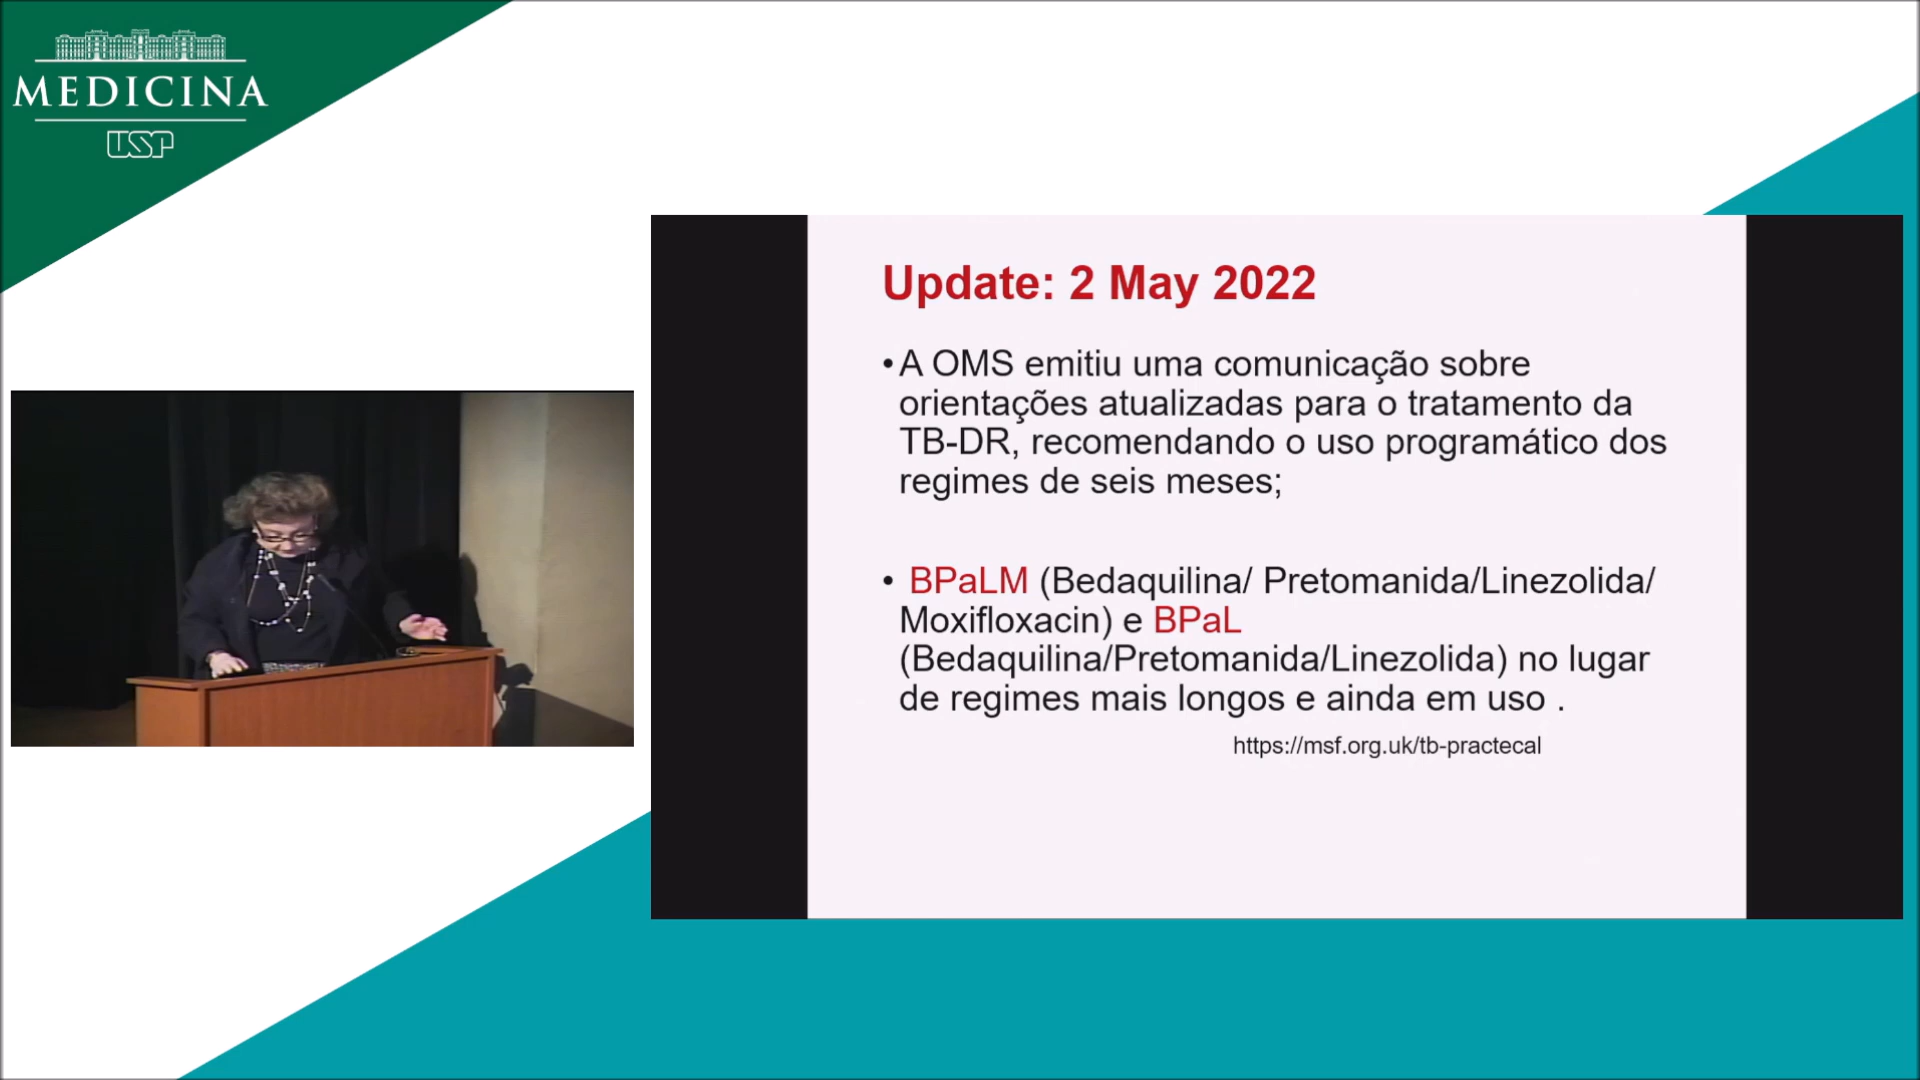 MEDICINA
USP
Update: 2 May 2022
• A OMS emitiu uma comunicação sobre
orientações atualizadas para o tratamento da
TB-DR, recomendando o uso programático dos
regimes de seis meses;
• BPaLM (Bedaquilina/ Pretomanida/Linezolida/
Moxifloxacin) e BPaL
(Bedaquilina/Pretomanida/Linezolida) no lugar
de regimes mais longos e ainda em uso .
https://msf.org.uk/tb-practecal